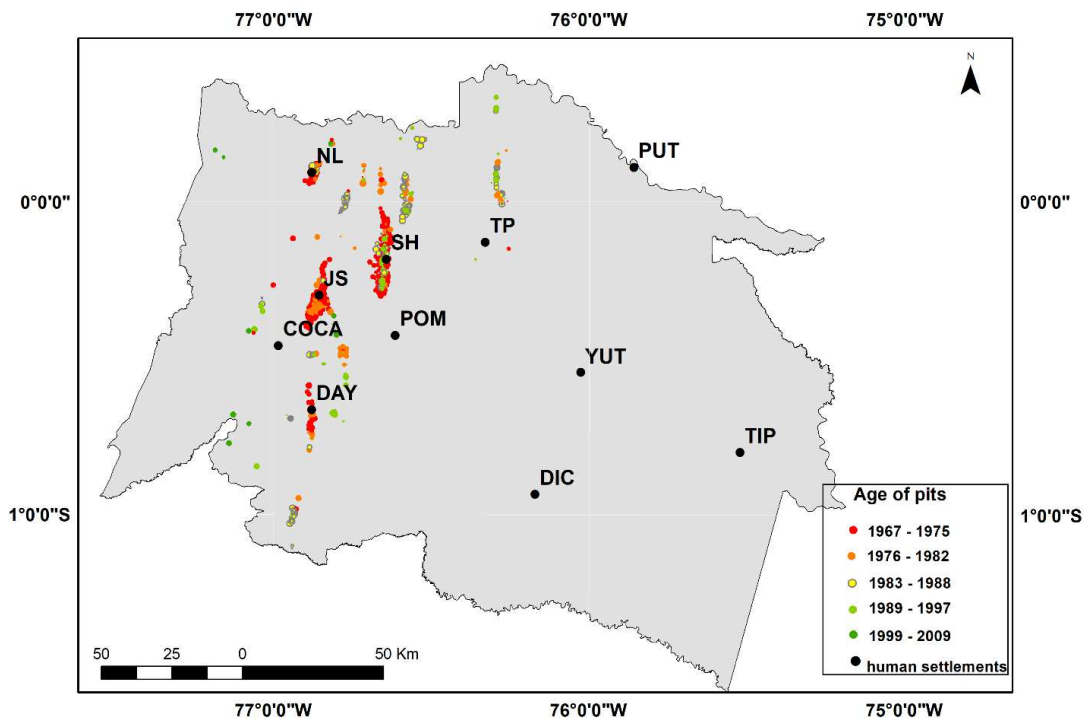 77°0'0"W 76°0'0"W 75°0'0"W
N
NL
PUT
0°0'0" 0°0'0"
TP
SH
JS
COCA
POM
YUT
DAY
TIP
DIC
Age of pits
1°0'0"S 1°0'0"S
1967 - 1975
1976 - 1982
1983 - 1988
1989 - 1997
1999 - 2009
human settlements
50 25 0 50 Km
77°0'0"W 76°0'0"W 75°0'0"W